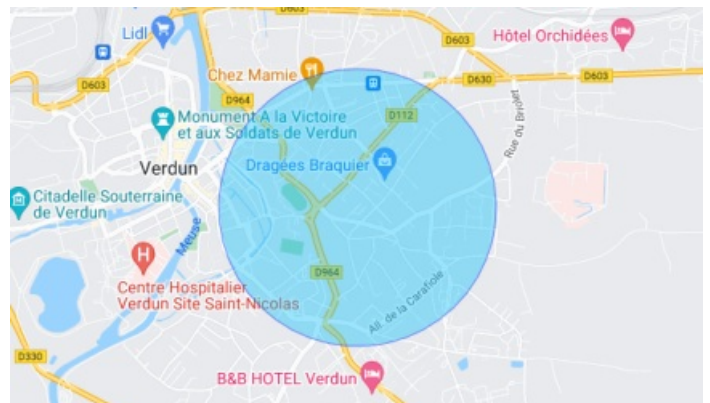 D603
Lidl
D603
Hôtel Orchidées
Chez Mamie
D603
D964
D630
D603
D112
Monument A la Victoire
et aux Soldats de Verdun
Rue du Briolet
Verdun
Dragées Braquier
Citadelle Souterraine
de Verdun
Meuse
D964
Centre Hospitalier
Verdun Site Saint-Nicolas
All. de la Carafiole
D330
B&B HOTEL Verdun